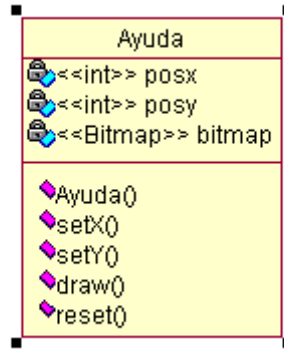 Ayuda
<<int>> posx
<<int>> posy
<<Bitmap>> bitmap
Ayuda()
setX()
setY()
draw()
reset()